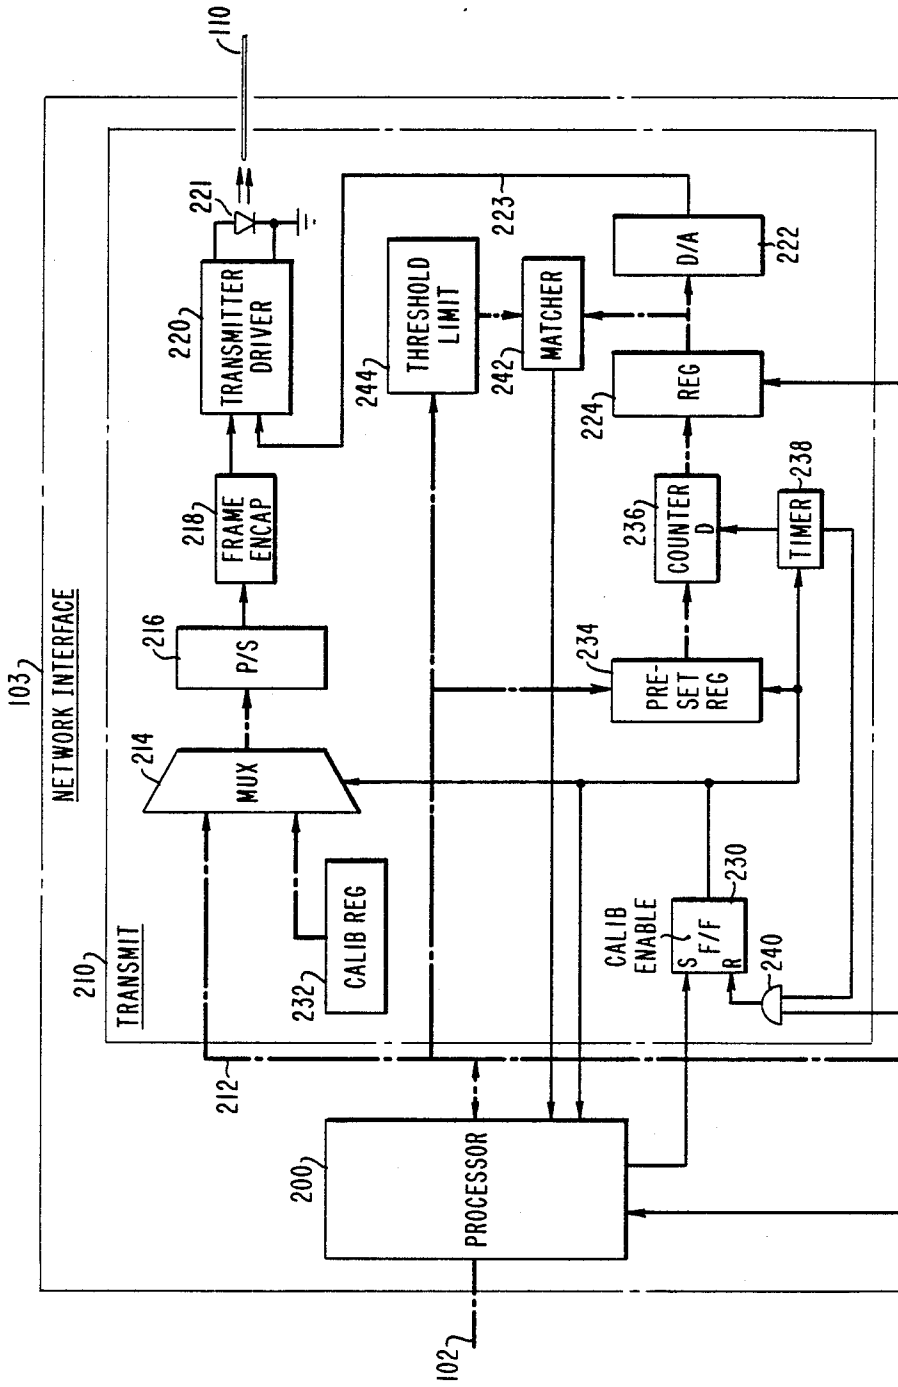 103
NETWORK INTERFACE
210
TRANSMIT
110
221
220
TRANSMITTER
DRIVER
218
FRAME
ENCAP
216
P/S
214
MUX
232
CALIB REG
212
200
PROCESSOR
102
244
THRESHOLD
LIMIT
242
MATCHER
223
222
D/A
224
REG
236
COUNTER
D
238
TIMER
234
PRE-
SET
REG
CALIB
ENABLE
230
S
F/F
R
240